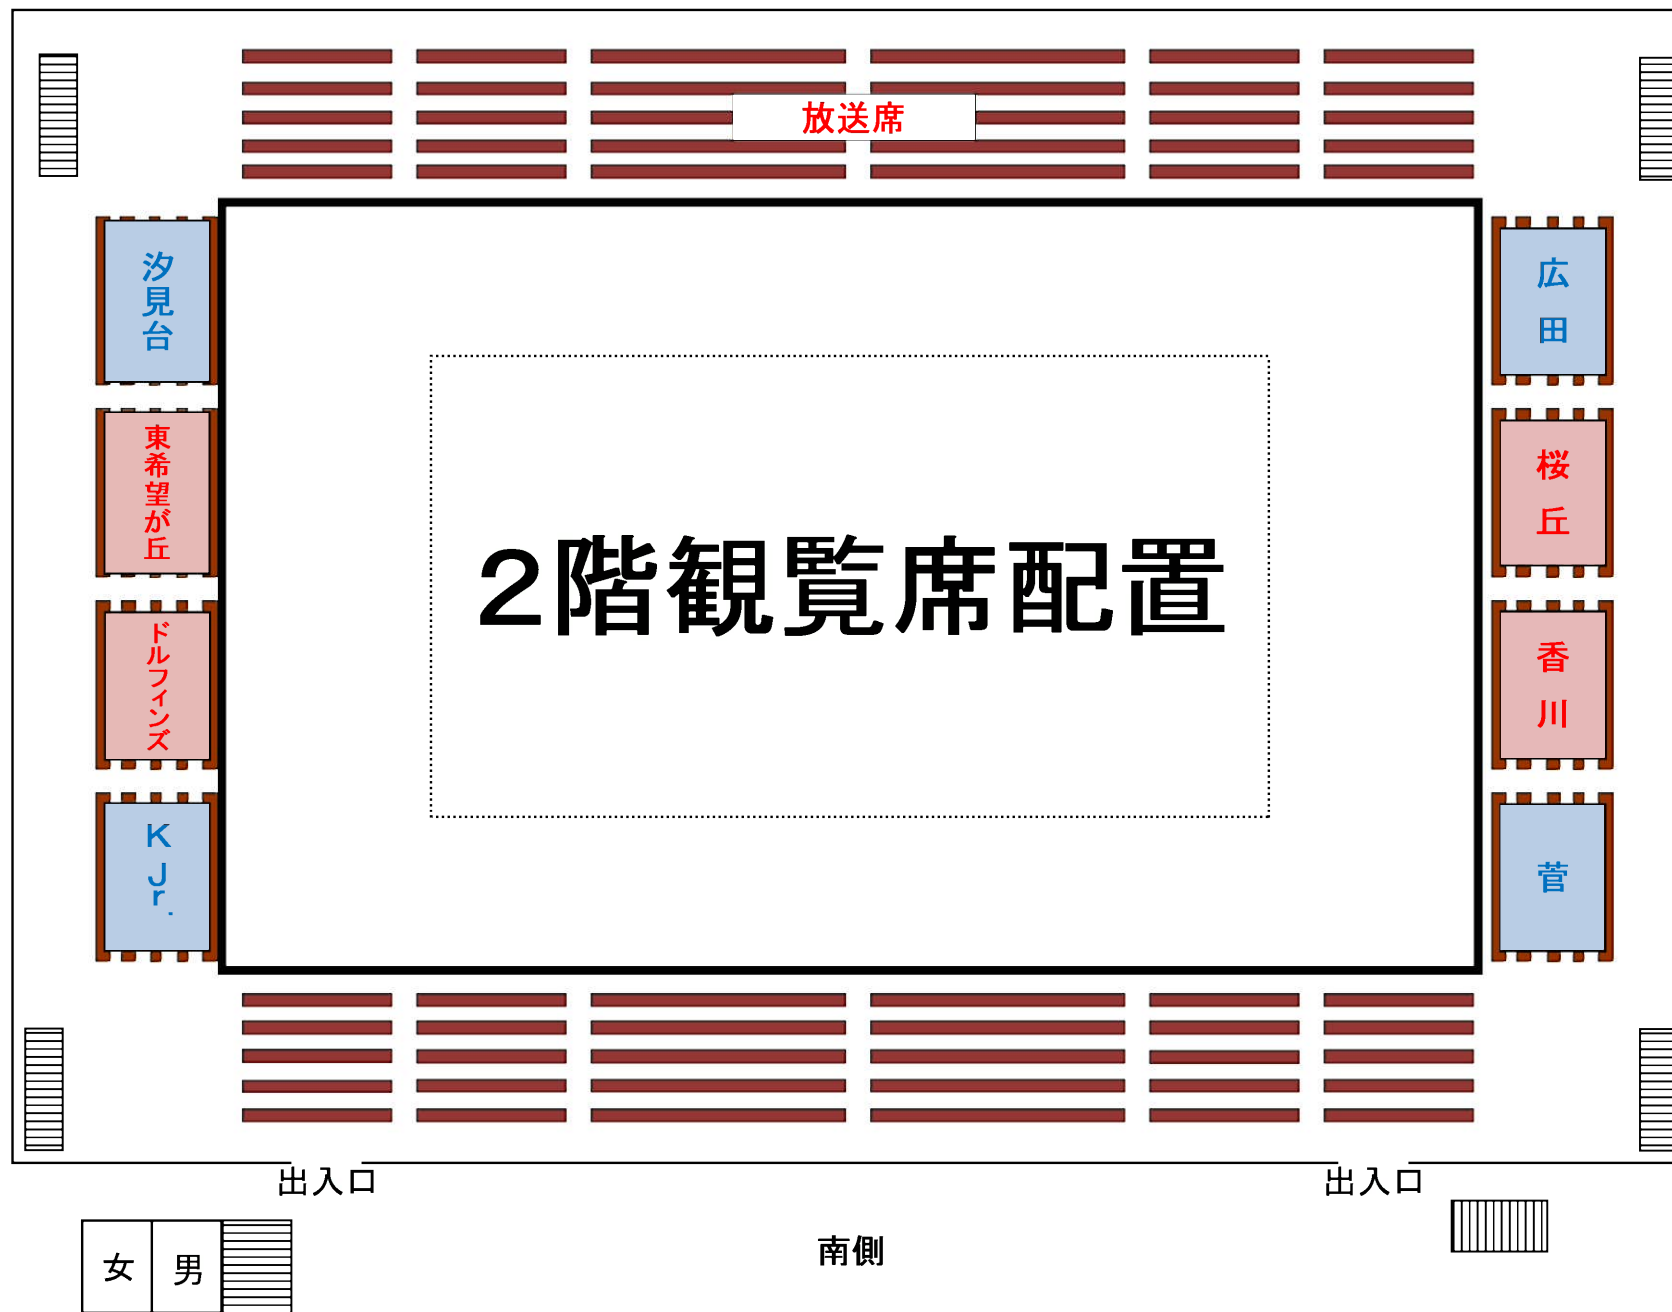 放送席
汐見台
広田
東希望が丘
桜丘
2階観覧席配置
ドルフィンズ
香川
KJr.
菅
出入口
出入口
南側
女
男